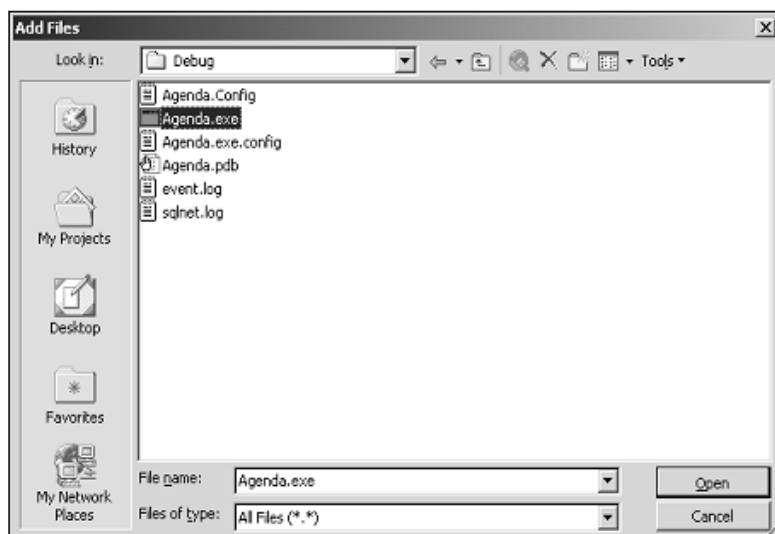 Add Files
Look in:
Debug
Tools
History
My Projects
Desktop
Favorites
My Network
Places
Agenda.Config
Agenda.exe
Agenda.exe.config
Agenda.pdb
event.log
sqlnet.log
File name:
Agenda.exe
Open
Files of type:
All Files (*.*)
Cancel